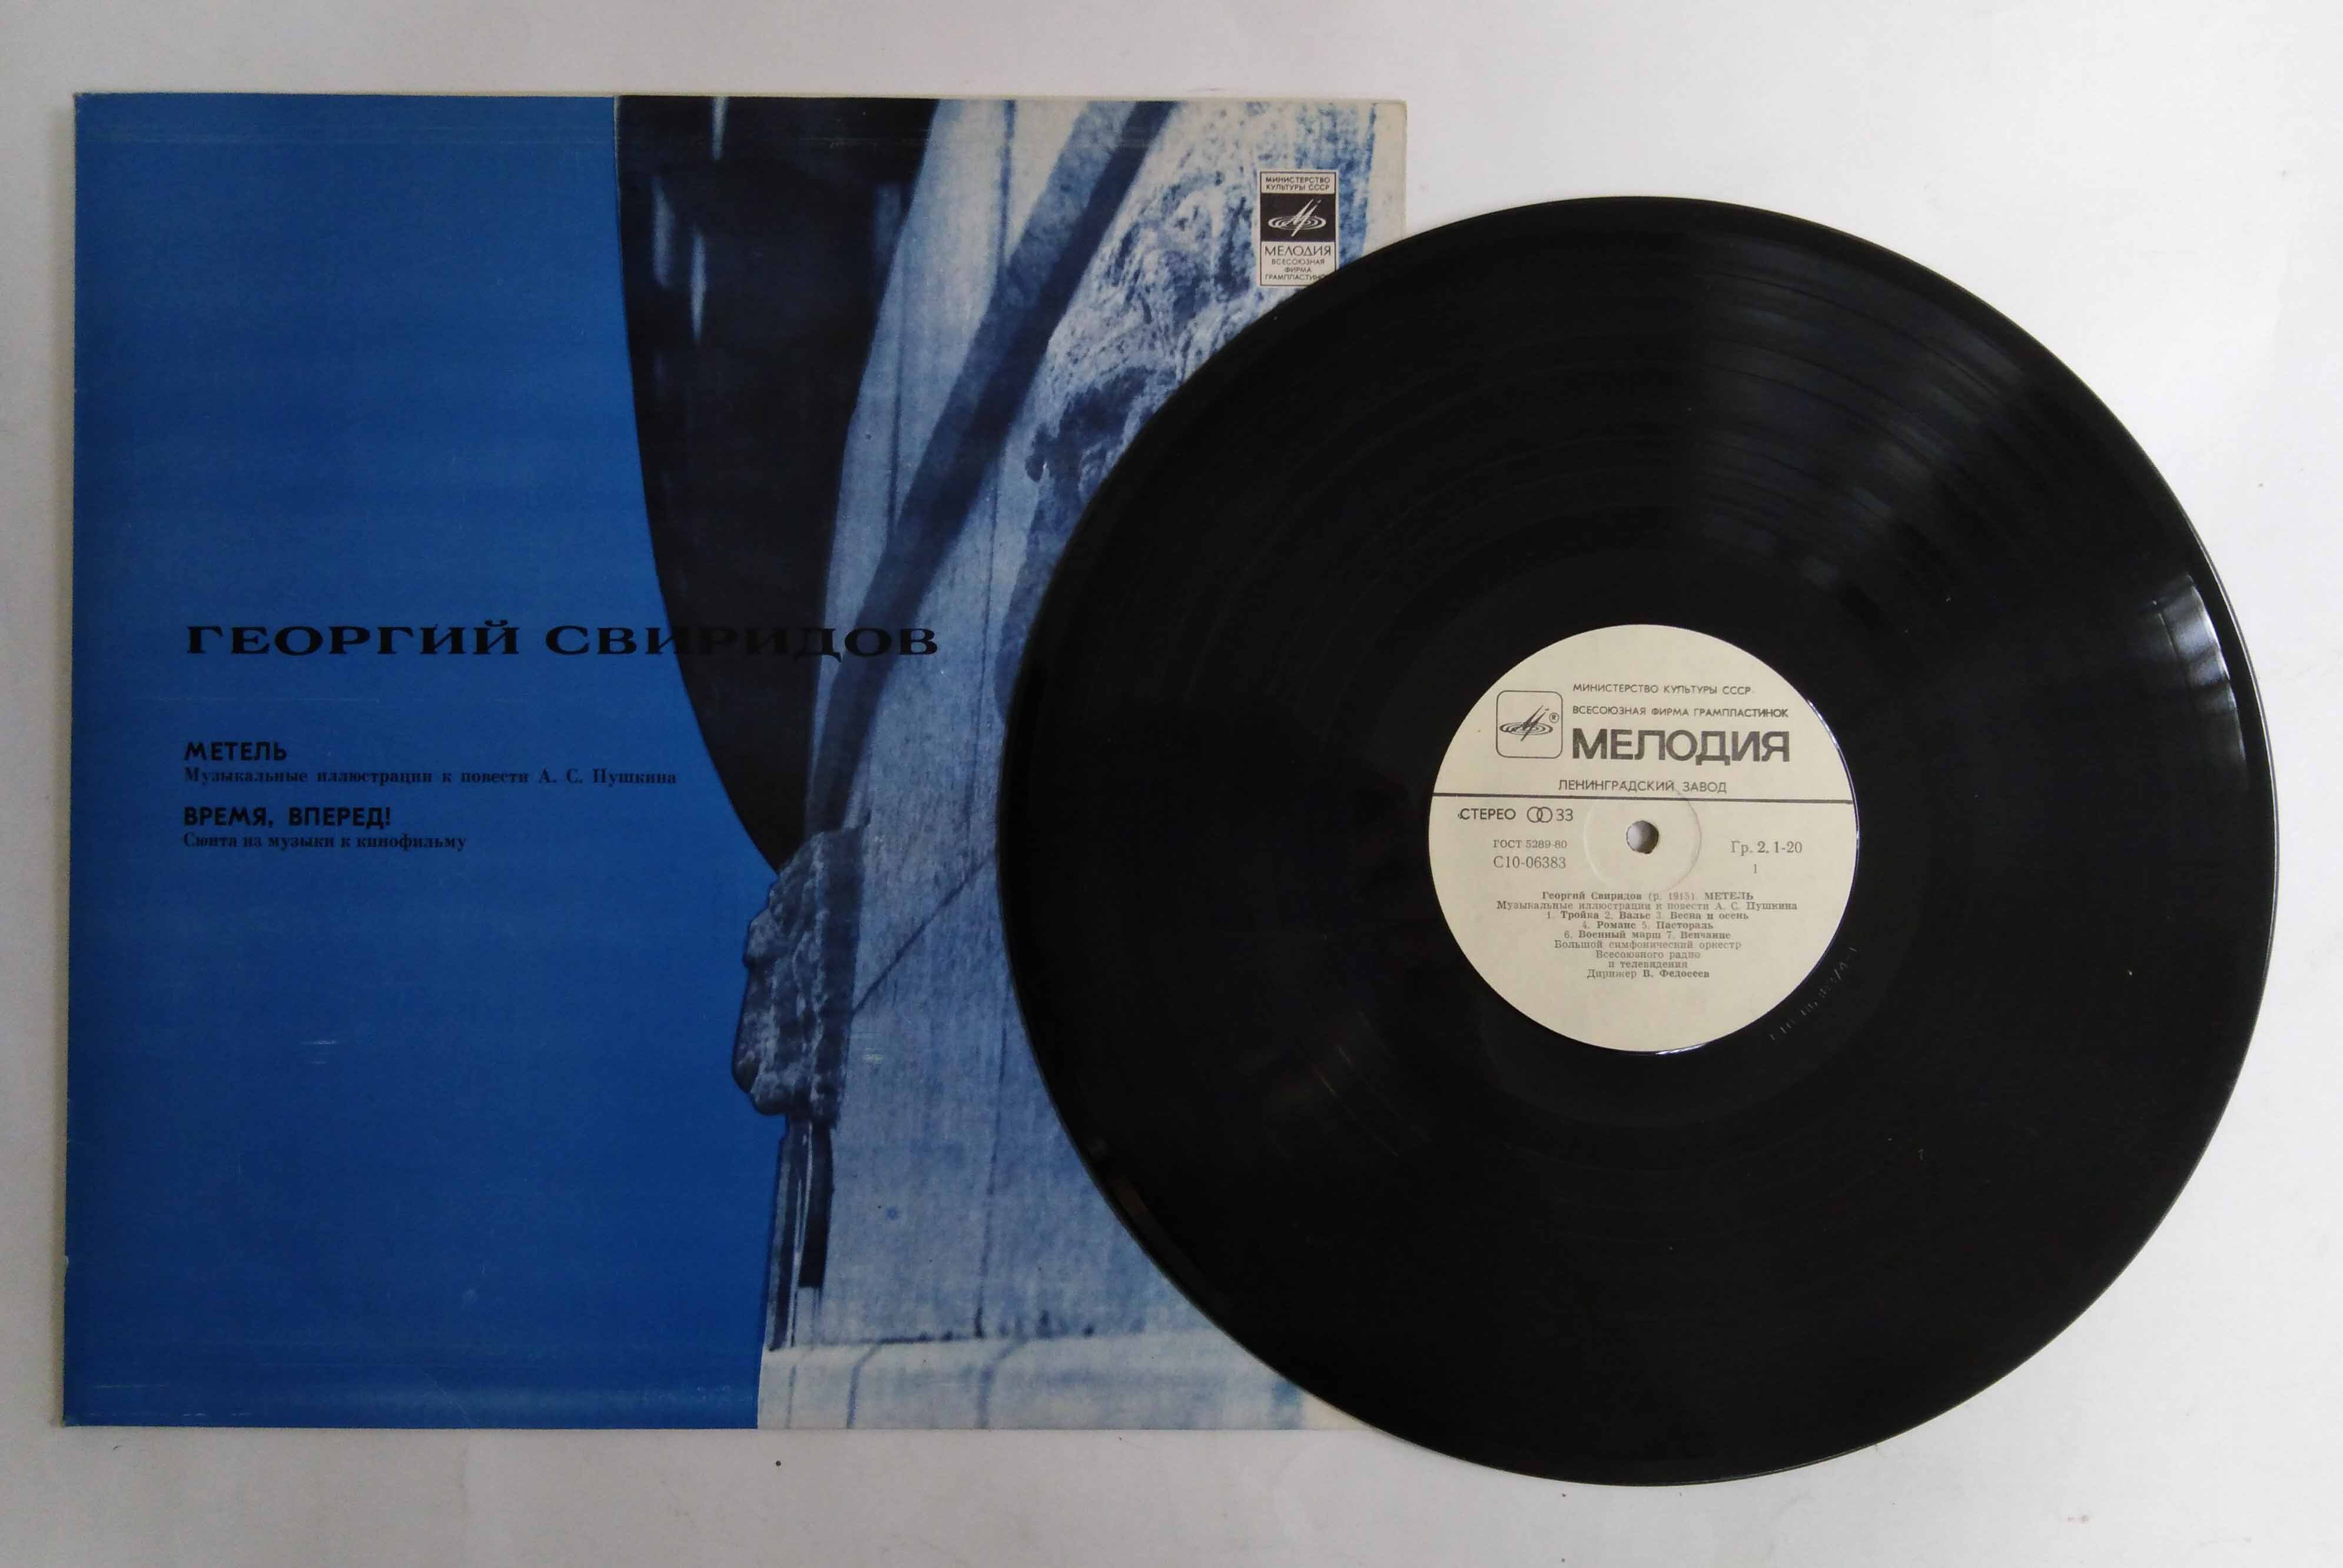 МИНИСТЕРСТВО
КУЛЬТУРЫ СССР
МЕЛОДИЯ
ВСЕСОЮЗНАЯ
ФИРМА
ГРАМПЛАСТИНОК
ГЕОРГИЙ СВИРИДОВ
МЕТЕЛЬ
Музыкальные иллюстрации к повести А. С. Пушкина
ВРЕМЯ, ВПЕРЕД!
Сюита из музыки к кинофильму
МИНИСТЕРСТВО КУЛЬТУРЫ СССР
ВСЕСОЮЗНАЯ ФИРМА ГРАМПЛАСТИНОК
®
МЕЛОДИЯ
ЛЕНИНГРАДСКИЙ ЗАВОД
СТЕРЕО 33
ГОСТ 5289-80
С10-06383
Гр. 2. 1-20
1
Георгий Свиридов (р. 1915). МЕТЕЛЬ
Музыкальные иллюстрации к повести А. С. Пушкина
1. Тройка 2. Вальс 3. Весна и осень
4. Романс 5. Пастораль
6. Военный марш 7. Венчание
Большой симфонический оркестр
Всесоюзного радио
и телевидения
Дирижер В. Федосеев